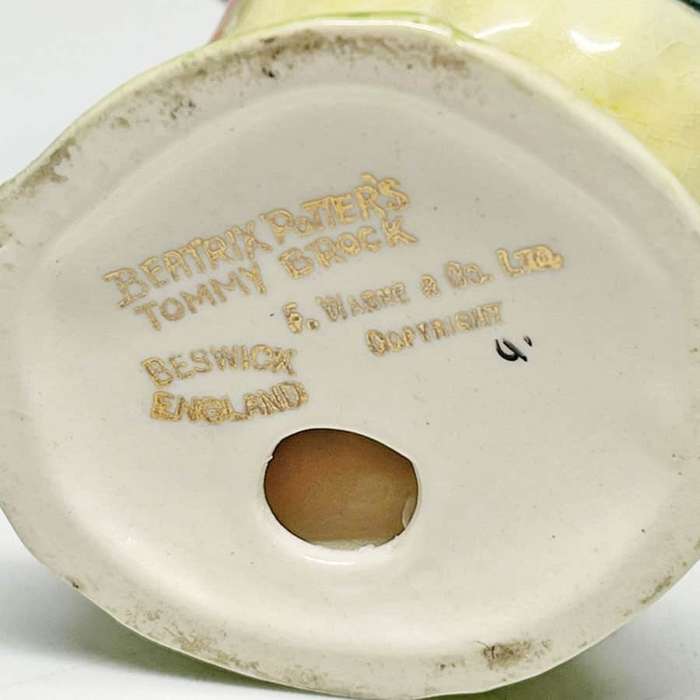 BEATRIX POTTER'S
TOMMY BROCK
F. WARNE & CO. LTD.
COPYRIGHT
BESWICK
ENGLAND